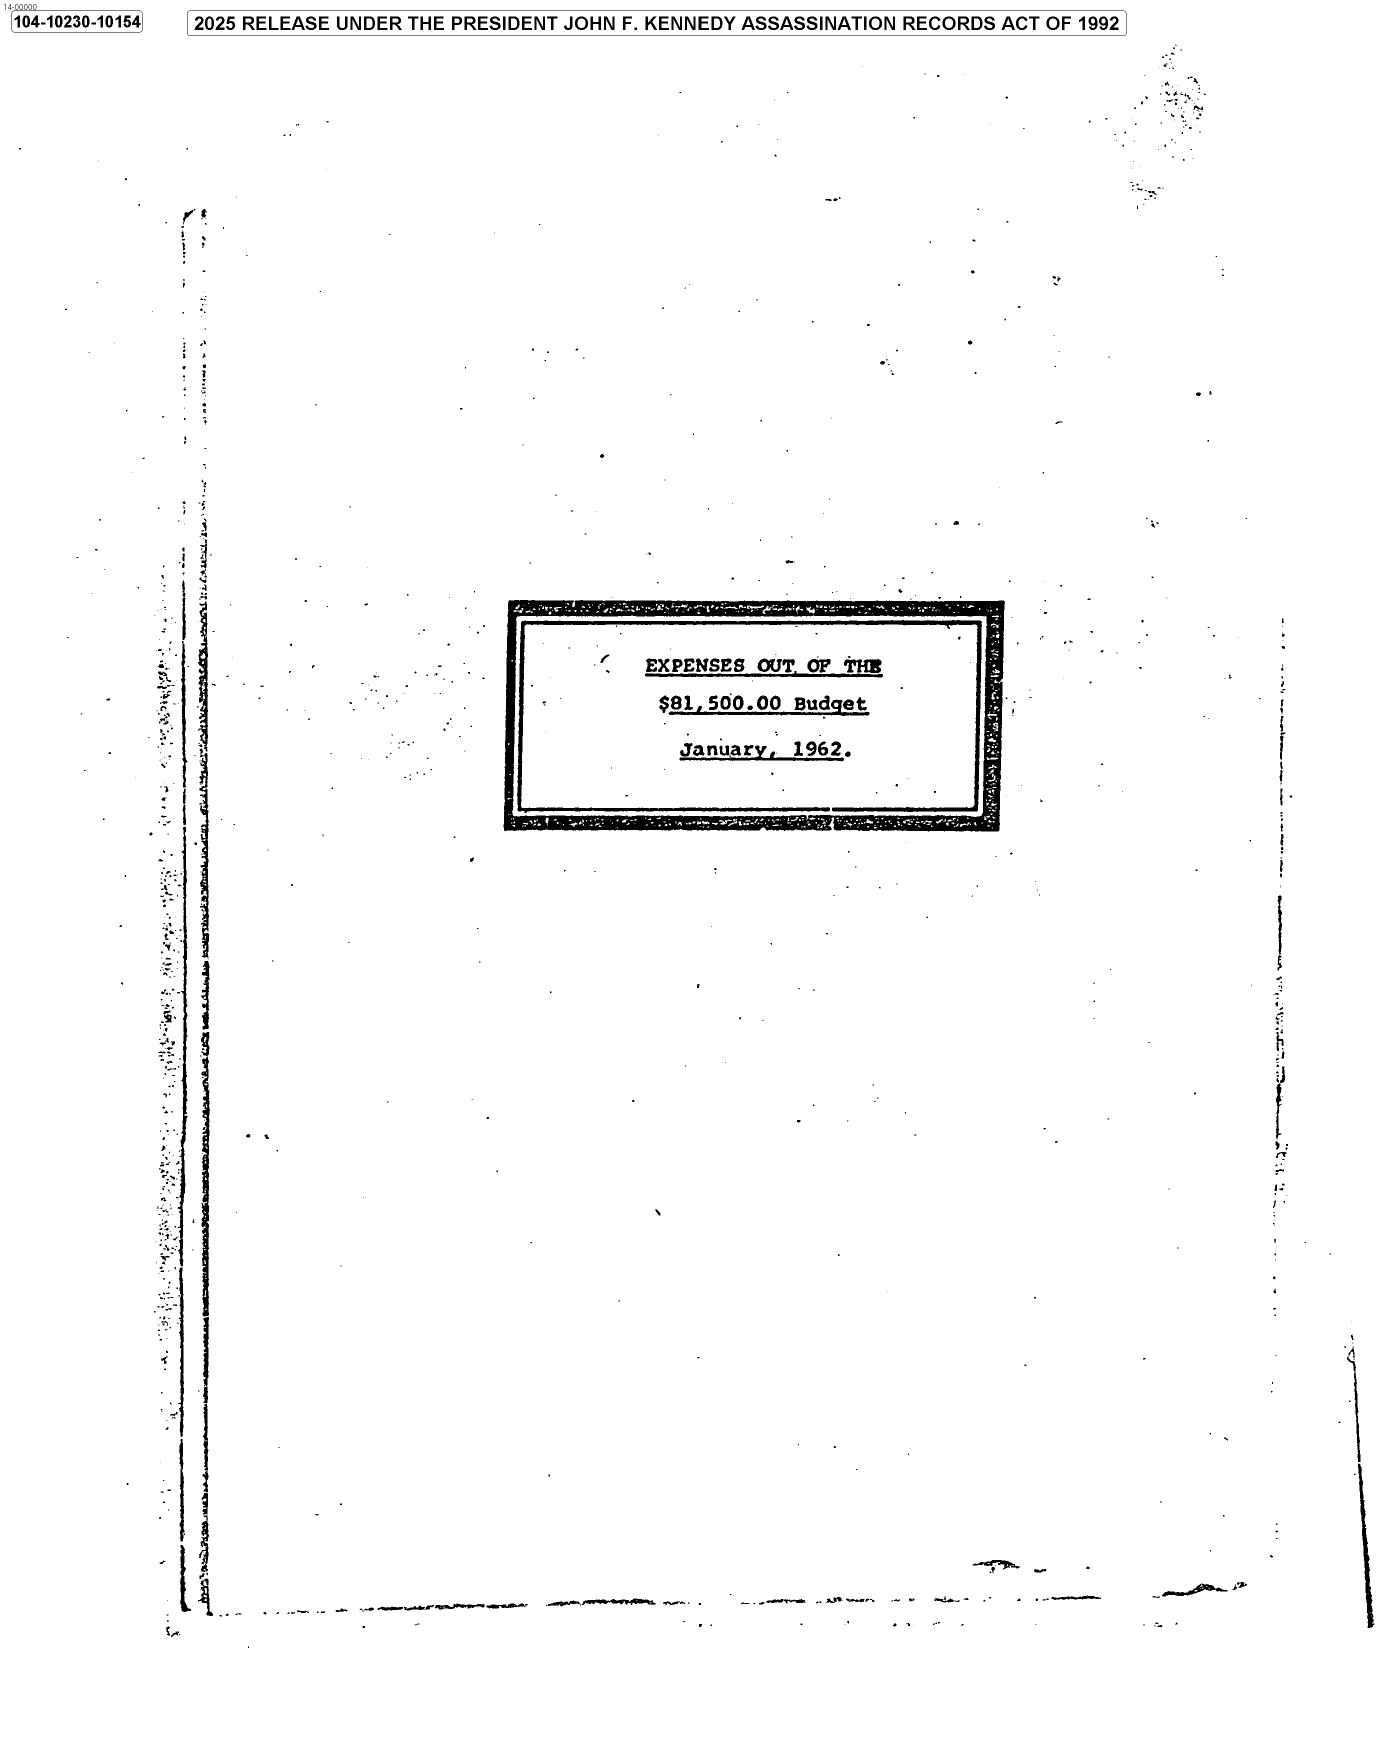 14-00000
104-10230-10154
2025 RELEASE UNDER THE PRESIDENT JOHN F. KENNEDY ASSASSINATION RECORDS ACT OF 1992
EXPENSES OUT OF THE
$81,500.00 Budget
January, 1962.